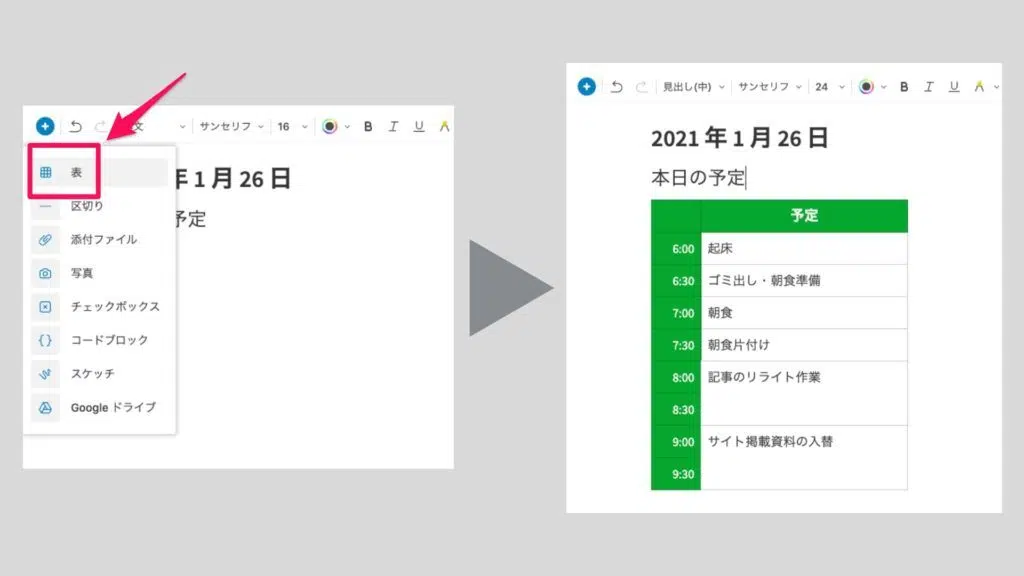 文 サンセリフ 16 B I U A
表
年 1 月 26 日
区切り
予定
添付ファイル
写真
チェックボックス
コードブロック
スケッチ
Google ドライブ
見出し(中) サンセリフ 24 B I U A
2021 年 1 月 26 日
本日の予定
予定
6:00 起床
6:30 ゴミ出し・朝食準備
7:00 朝食
7:30 朝食片付け
8:00 記事のリライト作業
8:30
9:00 サイト掲載資料の入替
9:30